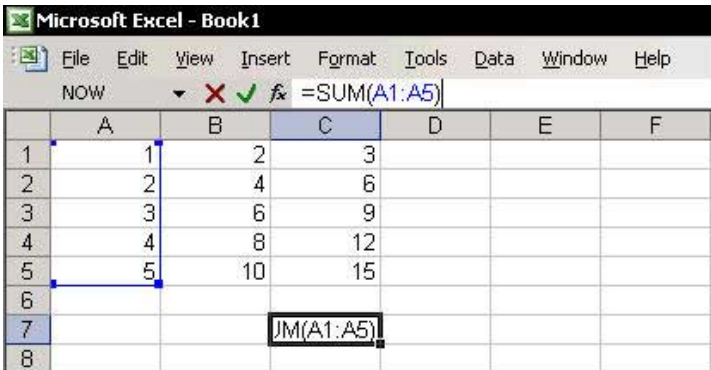 Microsoft Excel - Book1
File Edit View Insert Format Tools Data Window Help
NOW fx =SUM(A1:A5)
A B C D E F
1 1 2 3
2 2 4 6
3 3 6 9
4 4 8 12
5 5 10 15
6
7 UM(A1:A5)
8